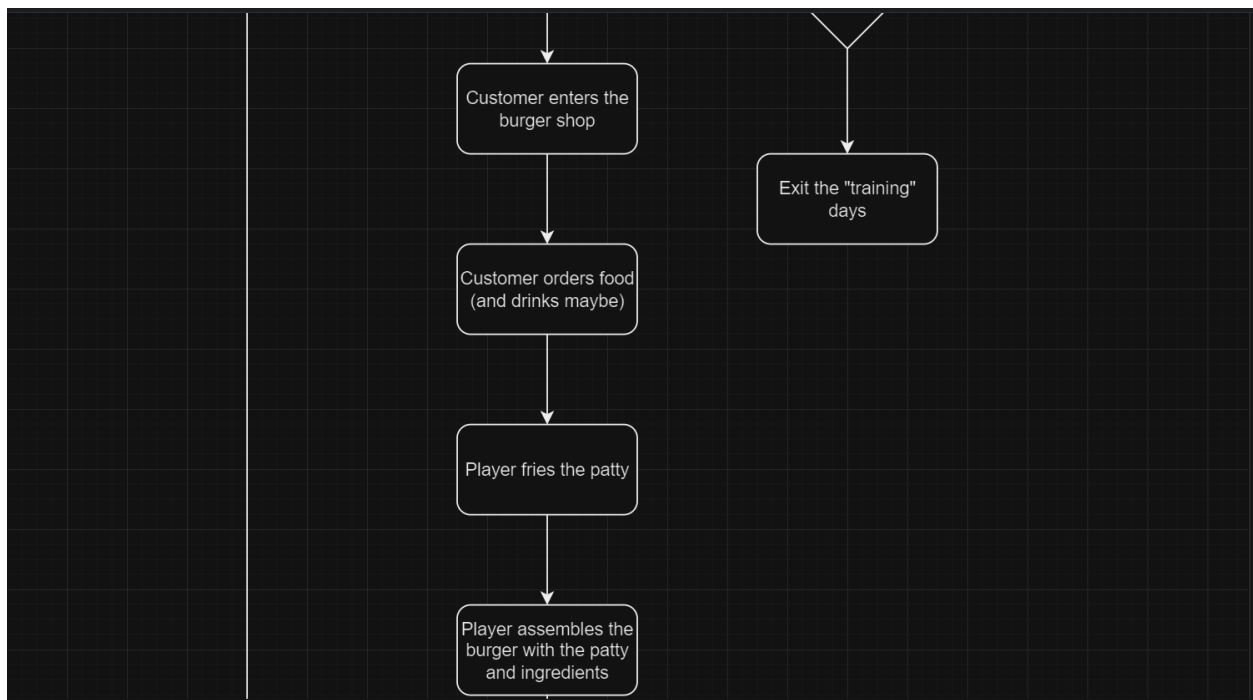 Customer enters the
burger shop
Exit the "training"
days
Customer orders food
(and drinks maybe)
Player fries the patty
Player assembles the
burger with the patty
and ingredients